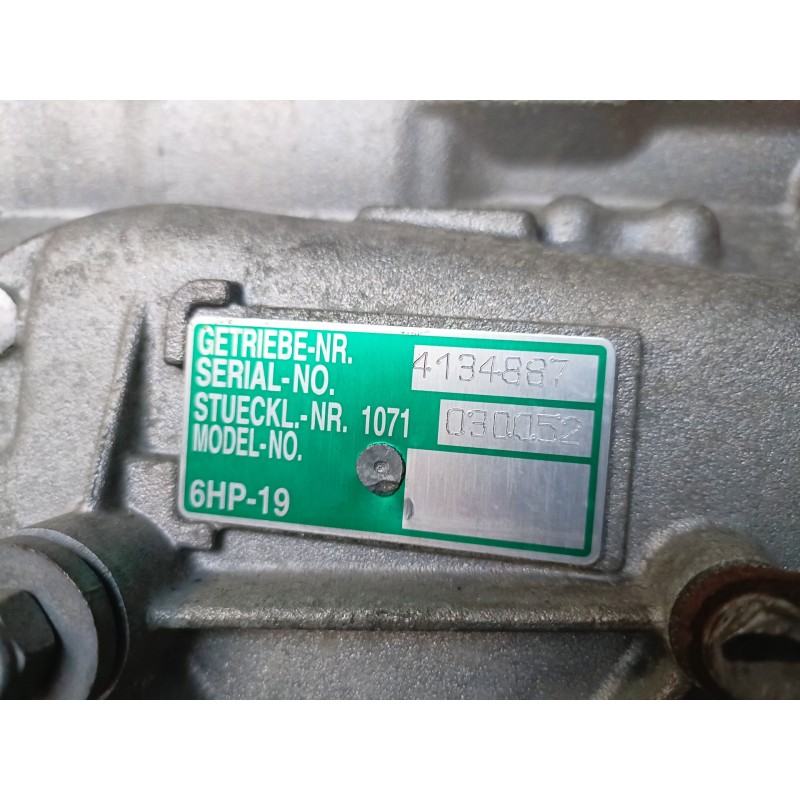 GETRIEBE-NR.
SERIAL-NO. 4134887
STUECKL.-NR. 1071 030052
MODEL-NO.
6HP-19